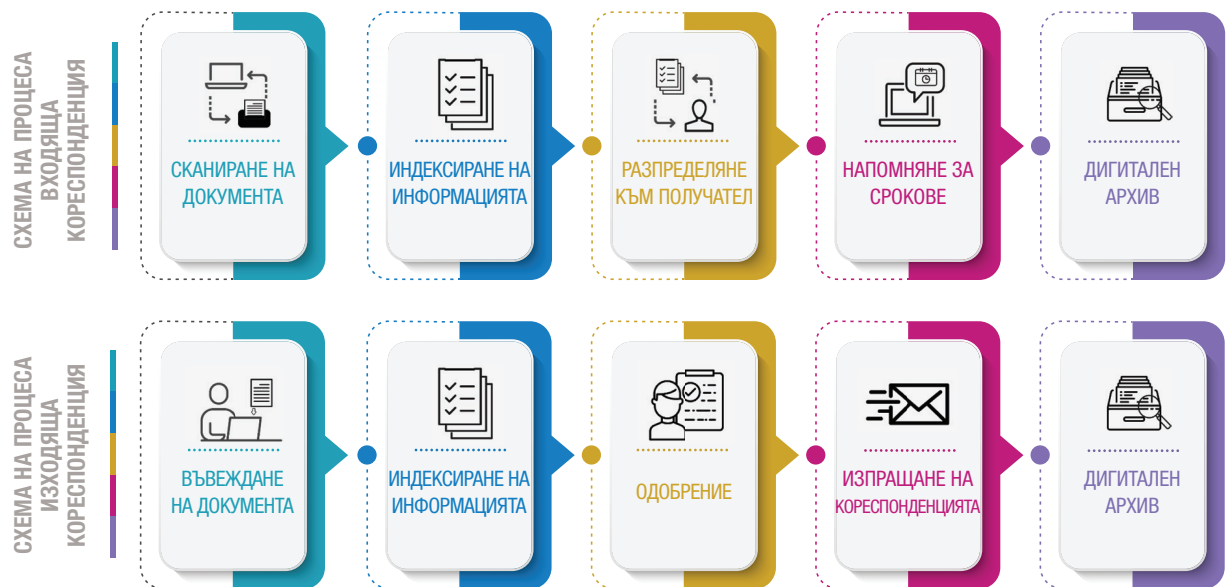 СХЕМА НА ПРОЦЕСА
ВХОДЯЩА
КОРЕСПОНДЕНЦИЯ
СКАНИРАНЕ НА
ДОКУМЕНТА
ИНДЕКСИРАНЕ НА
ИНФОРМАЦИЯТА
РАЗПРЕДЕЛЯНЕ
КЪМ ПОЛУЧАТЕЛ
НАПОМНЯНЕ ЗА
СРОКОВЕ
ДИГИТАЛЕН
АРХИВ
СХЕМА НА ПРОЦЕСА
ИЗХОДЯЩА
КОРЕСПОНДЕНЦИЯ
ВЪВЕЖДАНЕ
НА ДОКУМЕНТА
ИНДЕКСИРАНЕ НА
ИНФОРМАЦИЯТА
ОДОБРЕНИЕ
ИЗПРАЩАНЕ НА
КОРЕСПОНДЕНЦИЯТА
ДИГИТАЛЕН
АРХИВ